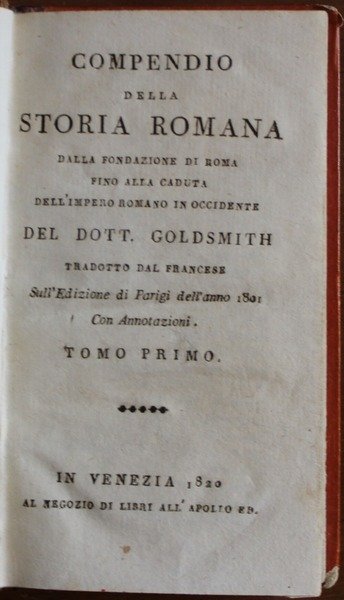 COMPENDIO
DELLA
STORIA ROMANA
DALLA FONDAZIONE DI ROMA
FINO ALLA CADUTA
DELL'IMPERO ROMANO IN OCCIDENTE
DEL DOTT. GOLDSMITH
TRADOTTO DAL FRANCESE
Sull'Edizione di Parigi dell'anno 1801
Con Annotazioni.
TOMO PRIMO.
IN VENEZIA 1820
AL NEGOZIO DI LIBRI ALL'APOLLO ED.